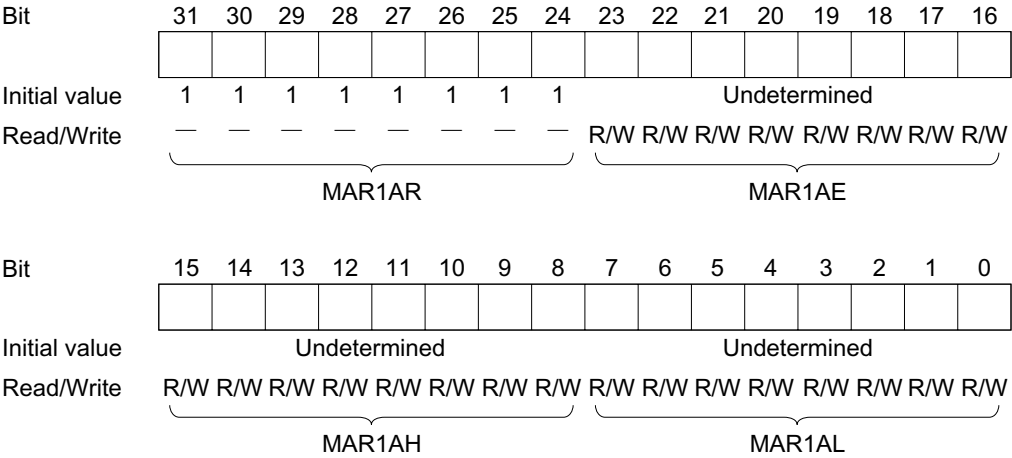 Bit 31 30 29 28 27 26 25 24 23 22 21 20 19 18 17 16
Initial value 1 1 1 1 1 1 1 1 Undetermined
Read/Write — — — — — — — — R/W R/W R/W R/W R/W R/W R/W R/W
MAR1AR MAR1AE
Bit 15 14 13 12 11 10 9 8 7 6 5 4 3 2 1 0
Initial value Undetermined Undetermined
Read/Write R/W R/W R/W R/W R/W R/W R/W R/W R/W R/W R/W R/W R/W R/W R/W R/W
MAR1AH MAR1AL